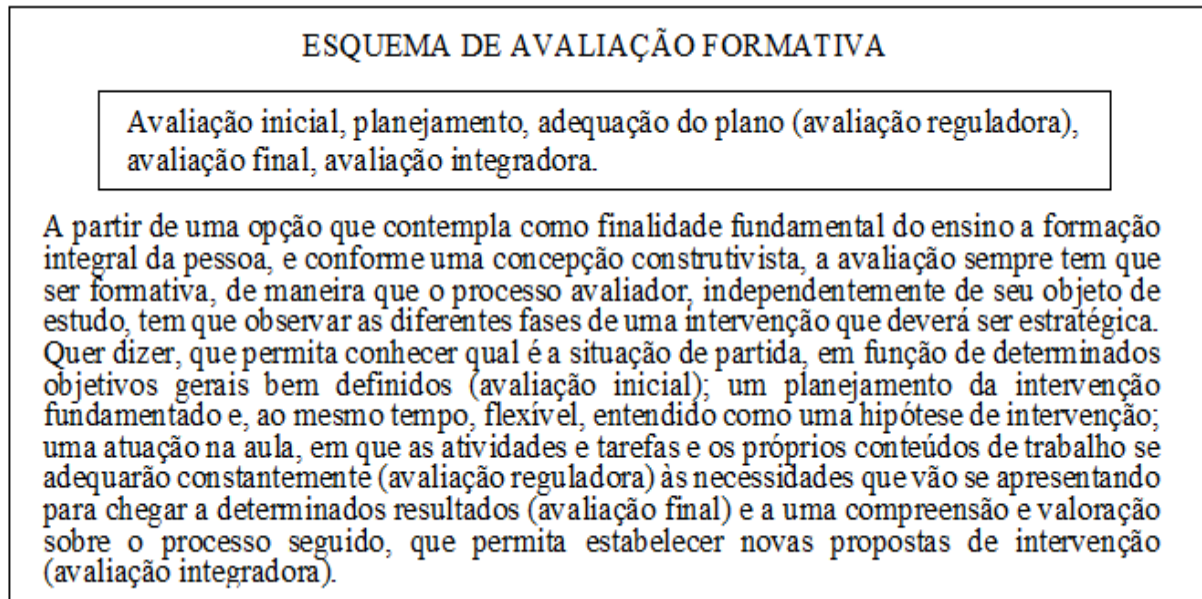 ESQUEMA DE AVALIAÇÃO FORMATIVA
Avaliação inicial, planejamento, adequação do plano (avaliação reguladora),
avaliação final, avaliação integradora.
A partir de uma opção que contempla como finalidade fundamental do ensino a formação
integral da pessoa, e conforme uma concepção construtivista, a avaliação sempre tem que
ser formativa, de maneira que o processo avaliador, independentemente de seu objeto de
estudo, tem que observar as diferentes fases de uma intervenção que deverá ser estratégica.
Quer dizer, que permita conhecer qual é a situação de partida, em função de determinados
objetivos gerais bem definidos (avaliação inicial); um planejamento da intervenção
fundamentado e, ao mesmo tempo, flexível, entendido como uma hipótese de intervenção;
uma atuação na aula, em que as atividades e tarefas e os próprios conteúdos de trabalho se
adequarão constantemente (avaliação reguladora) às necessidades que vão se apresentando
para chegar a determinados resultados (avaliação final) e a uma compreensão e valoração
sobre o processo seguido, que permita estabelecer novas propostas de intervenção
(avaliação integradora).